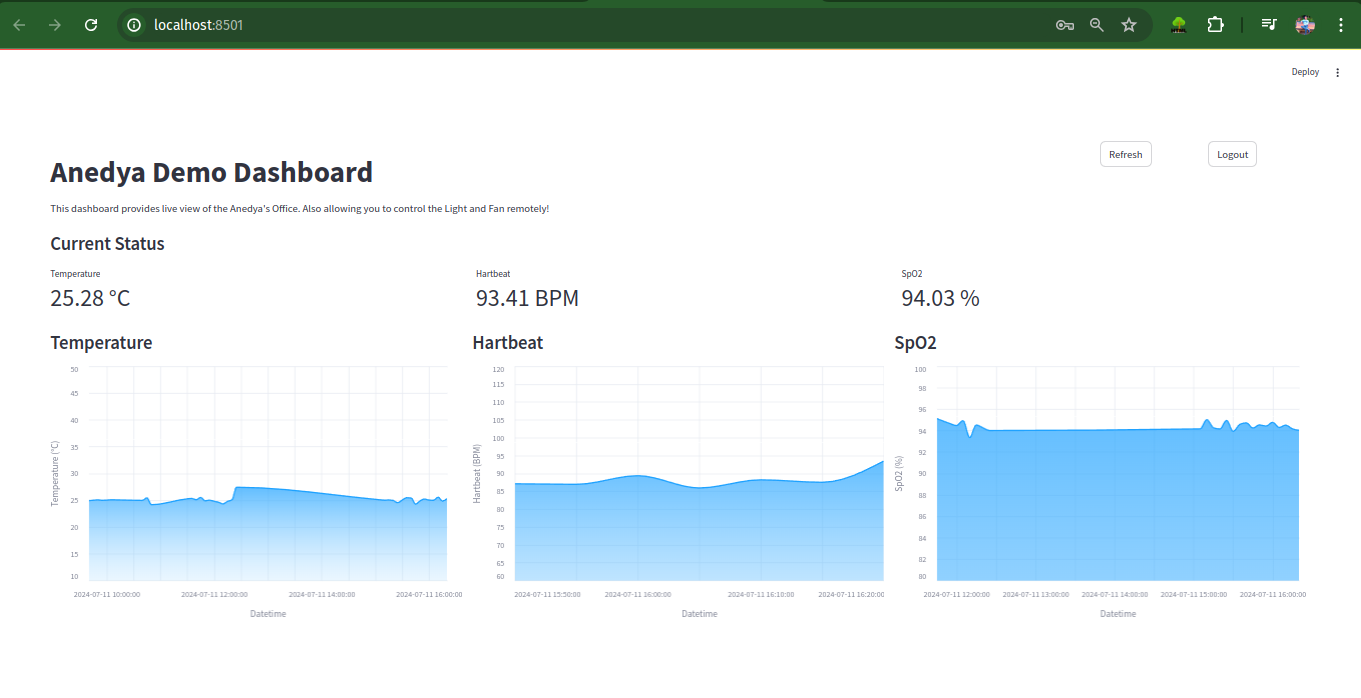 localhost:8501
Deploy
Refresh
Logout
Anedya Demo Dashboard
This dashboard provides live view of the Anedya's Office. Also allowing you to control the Light and Fan remotely!
Current Status
Temperature
25.28 °C
Hartbeat
93.41 BPM
SpO2
94.03 %
Temperature
50
45
40
35
30
25
20
15
10
Temperature (°C)
2024-07-11 10:00:00 2024-07-11 12:00:00 2024-07-11 14:00:00 2024-07-11 16:00:00
Datetime
Hartbeat
120
115
110
105
100
95
90
85
80
75
70
65
60
Hartbeat (BPM)
2024-07-11 15:50:00 2024-07-11 16:00:00 2024-07-11 16:10:00 2024-07-11 16:20:00
Datetime
SpO2
100
98
96
94
92
90
88
86
84
82
80
SpO2 (%)
2024-07-11 12:00:00 2024-07-11 13:00:00 2024-07-11 14:00:00 2024-07-11 15:00:00 2024-07-11 16:00:00
Datetime